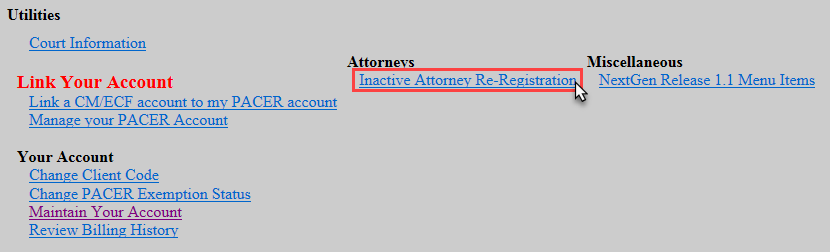 Utilities
Court Information
Link Your Account
Link a CM/ECF account to my PACER account
Manage your PACER Account
Your Account
Change Client Code
Change PACER Exemption Status
Maintain Your Account
Review Billing History
Attorneys
Inactive Attorney Re-Registration
Miscellaneous
NextGen Release 1.1 Menu Items